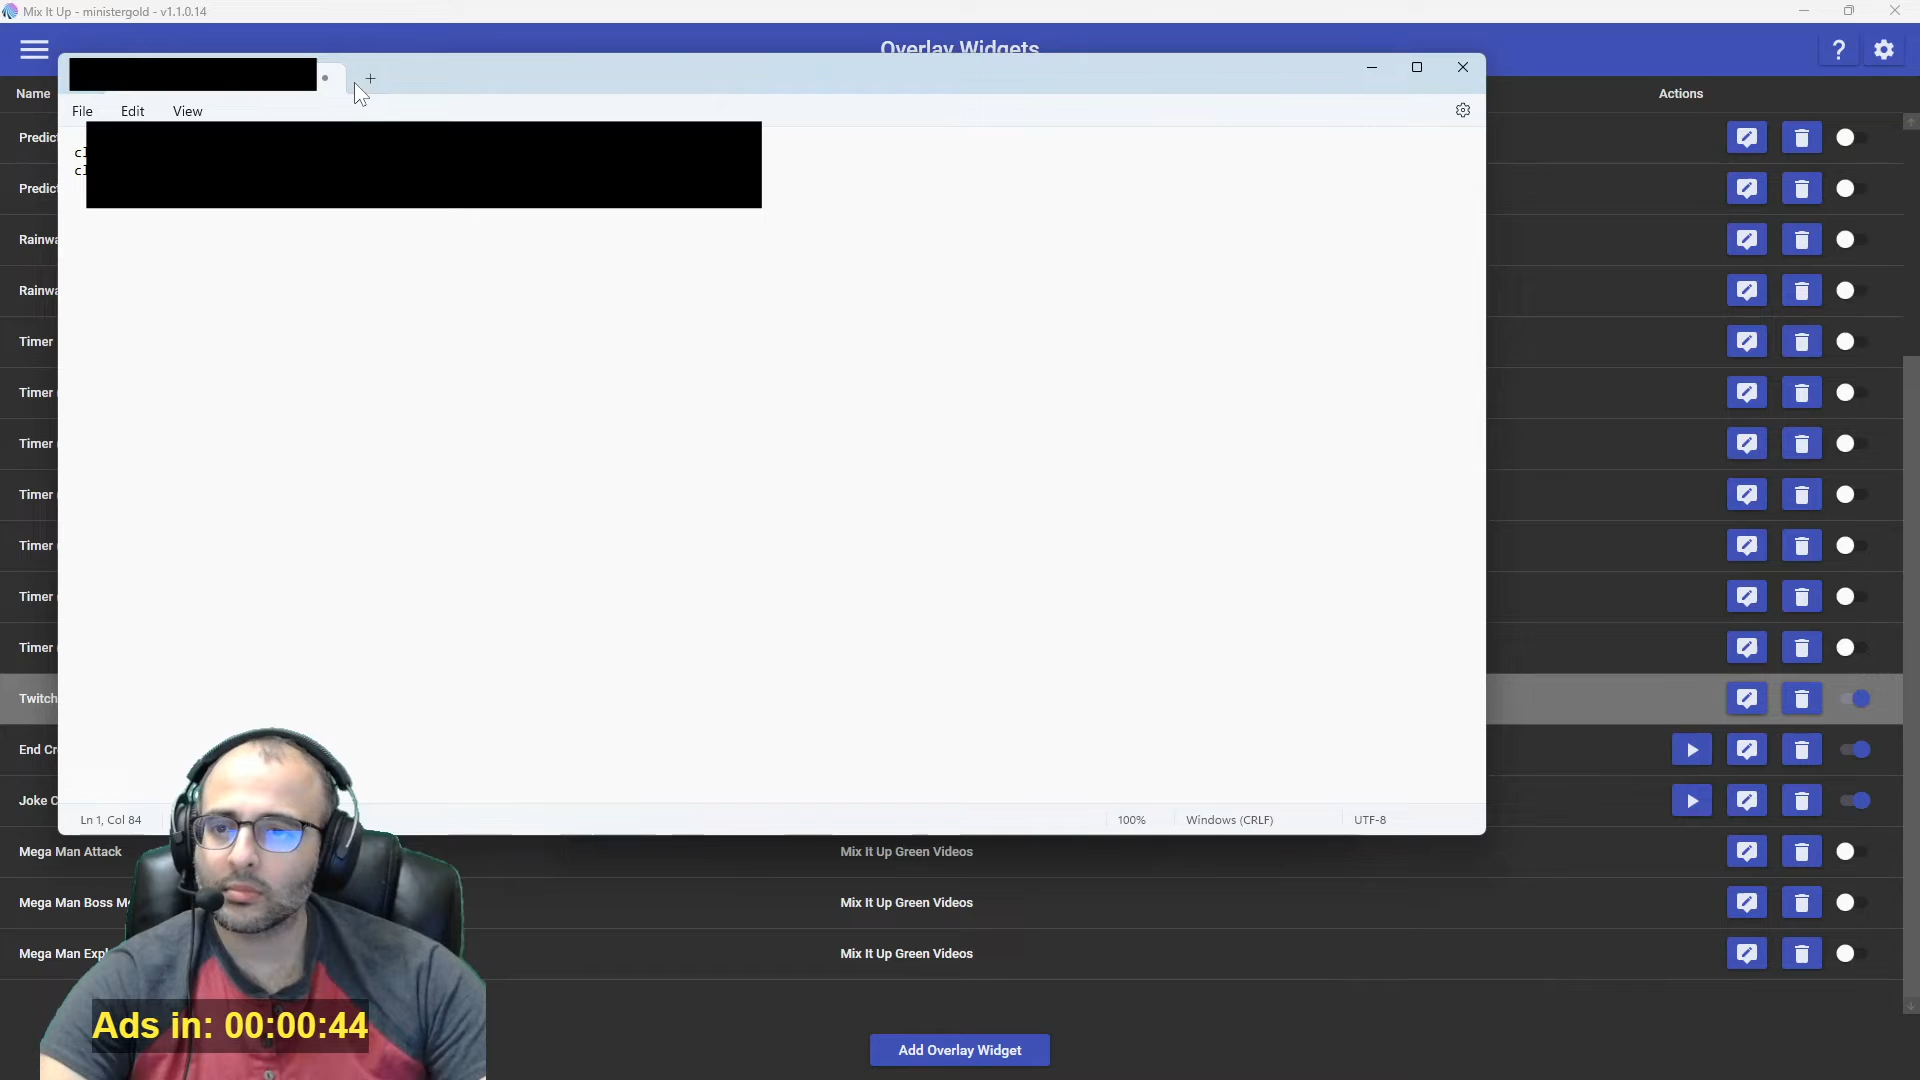 Mix It Up - ministergold - v1.1.0.14
Overlay Widgets
?
Name
Actions
File Edit View
cl
cl
Predic
Predic
Rainwa
Rainwa
Timer
Timer
Timer
Timer
Timer
Timer
Timer
Twitch
End Cr
Joke C
Ln 1, Col 84
100%
Windows (CRLF)
UTF-8
Mega Man Attack
Mix It Up Green Videos
Mega Man Boss M
Mix It Up Green Videos
Mega Man Expl
Mix It Up Green Videos
Ads in: 00:00:44
Add Overlay Widget